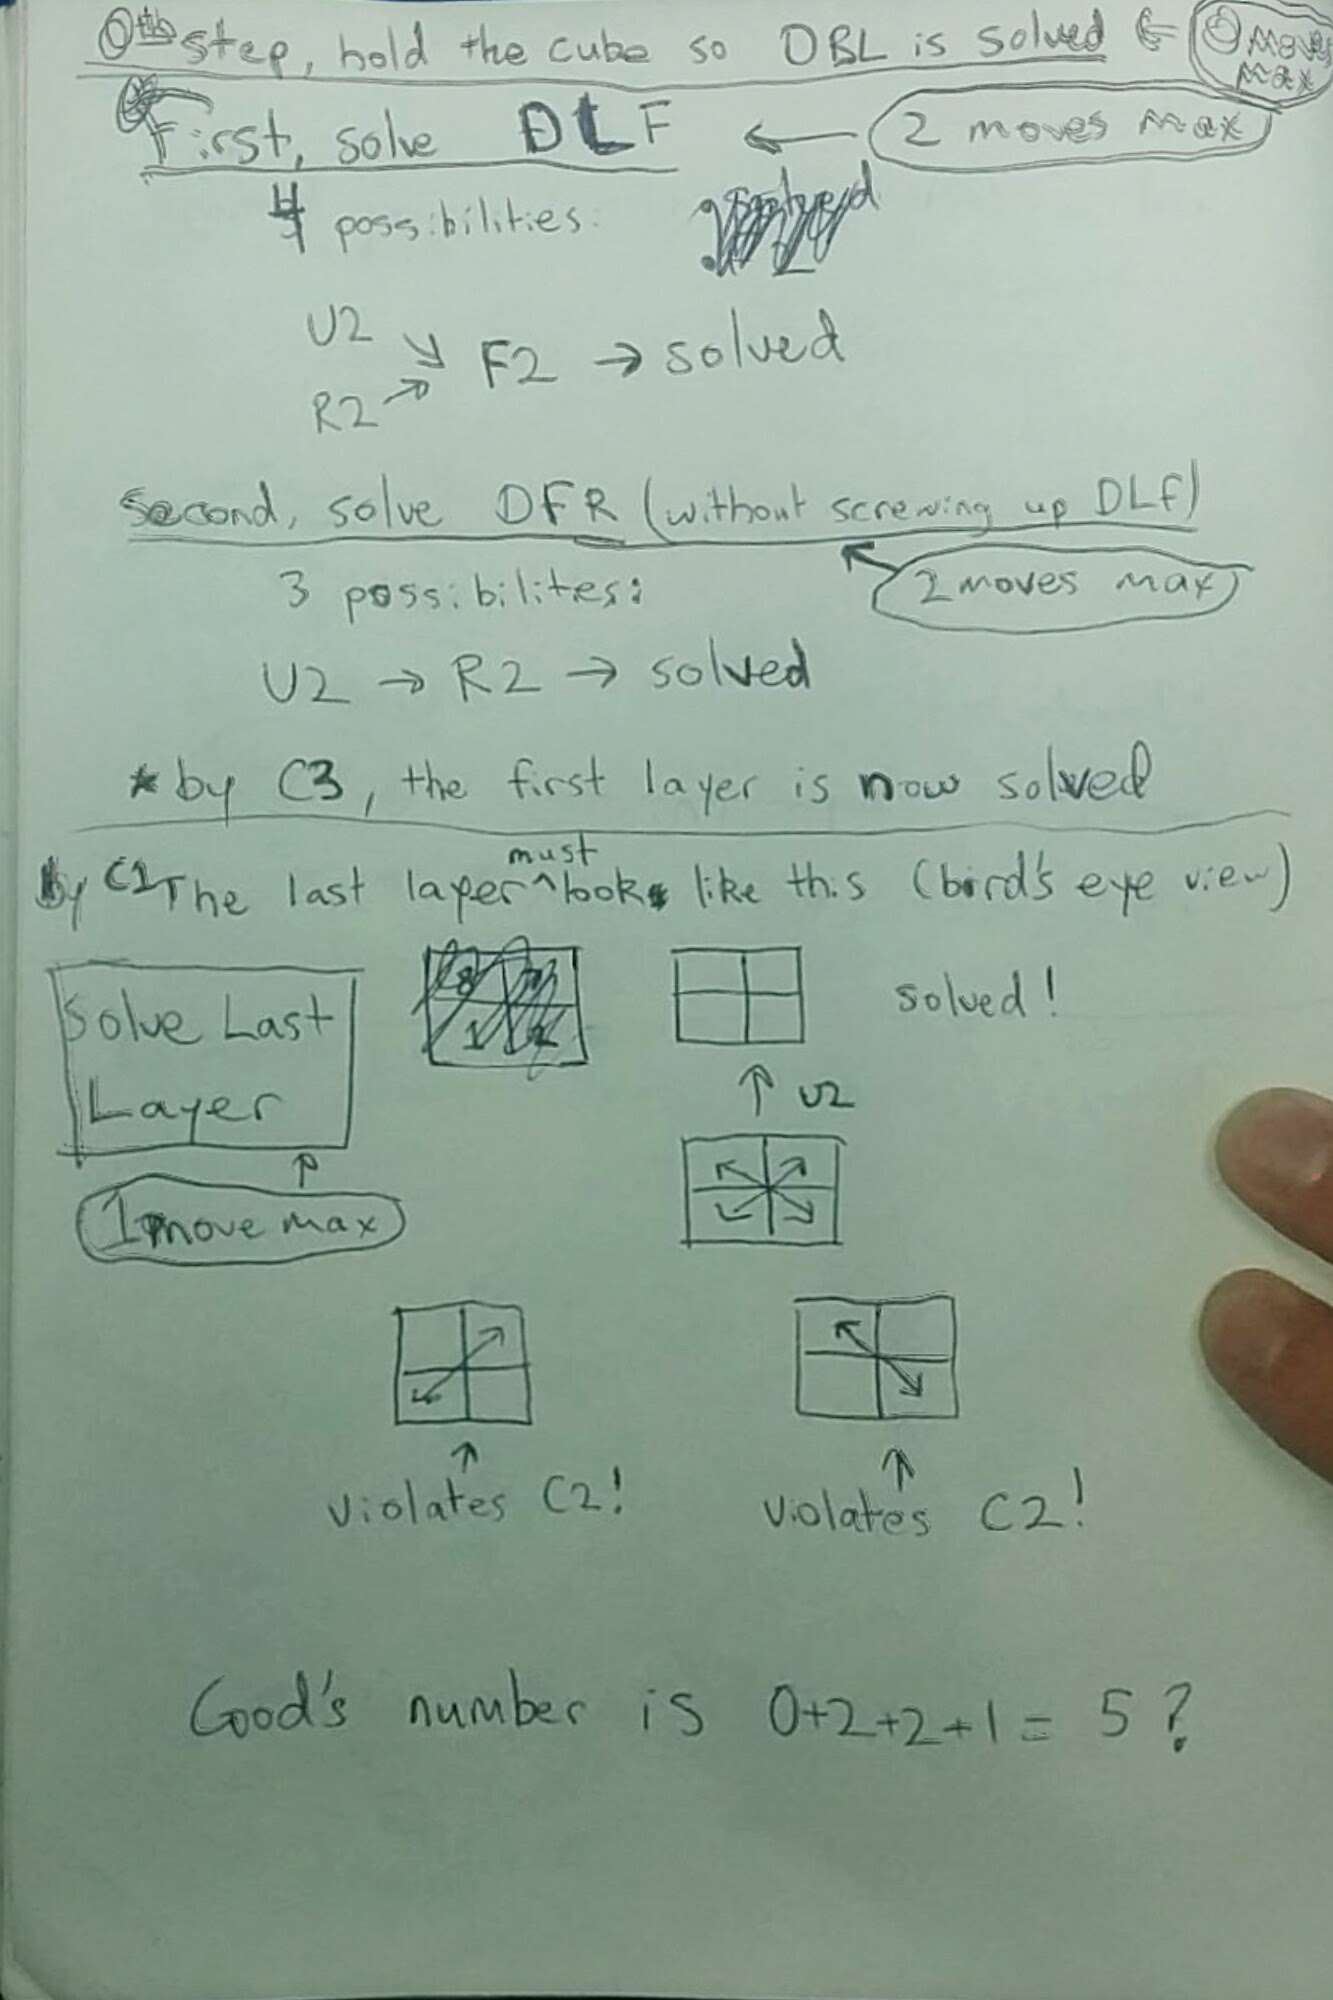 0th step, hold the cube so DBL is solved ← 0 moves max
First, solve DLF ← 2 moves max
4 possibilities:
U2
F2 → solved
R2
second, solve DFR (without screwing up DLF)
3 possibilites:
2 moves max
U2 → R2 → solved
* by C3, the first layer is now solved
must
By C1 The last layer ^ look like this (bird's eye view)
Solve Last
Layer
solved!
↑ U2
1 move max
violates C2!
violates C2!
Good's number is 0+2+2+1 = 5?